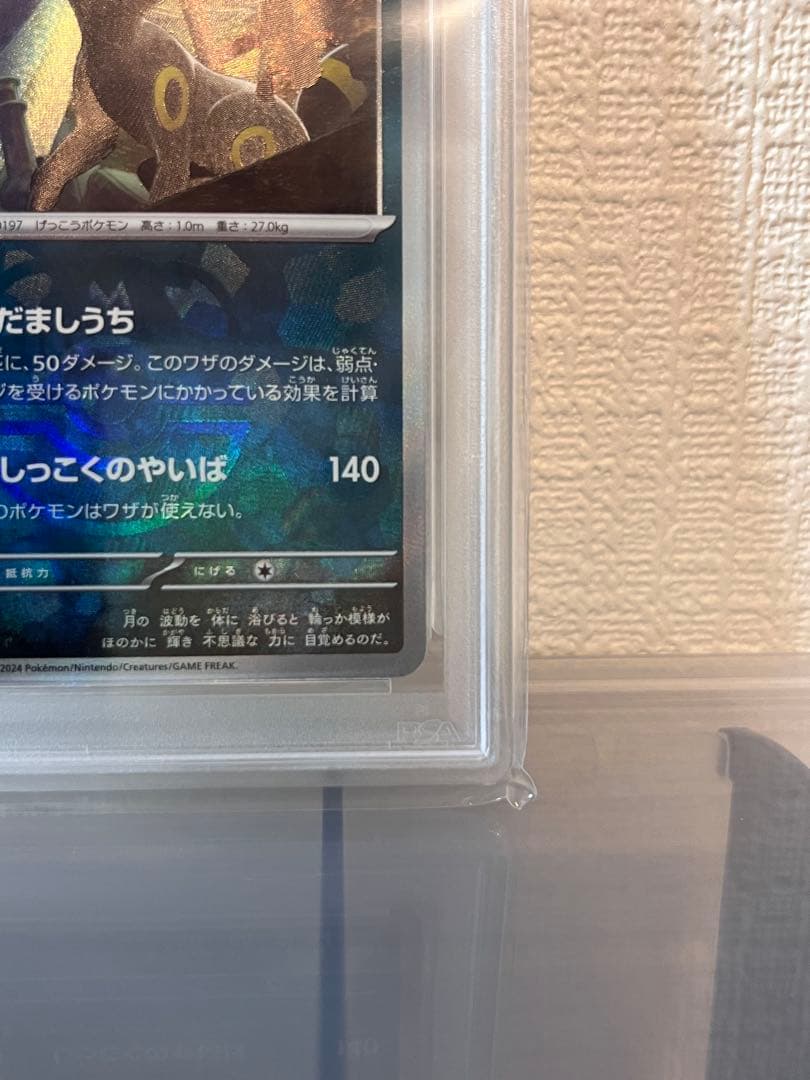 0197 げっこうポケモン 高さ:1.0m 重さ:27.0kg
だましうち
に、50ダメージ。このワザのダメージは、弱点・
ジを受けるポケモンにかかっている効果を計算
しっこくのやいば 140
のポケモンはワザが使えない。
抵抗力 にげる
月の 波動を 体に 浴びると 輪っか模様が
ほのかに 輝き 不思議な 力に 目覚めるのだ。
2024 Pokémon/Nintendo/Creatures/GAME FREAK.
PSA